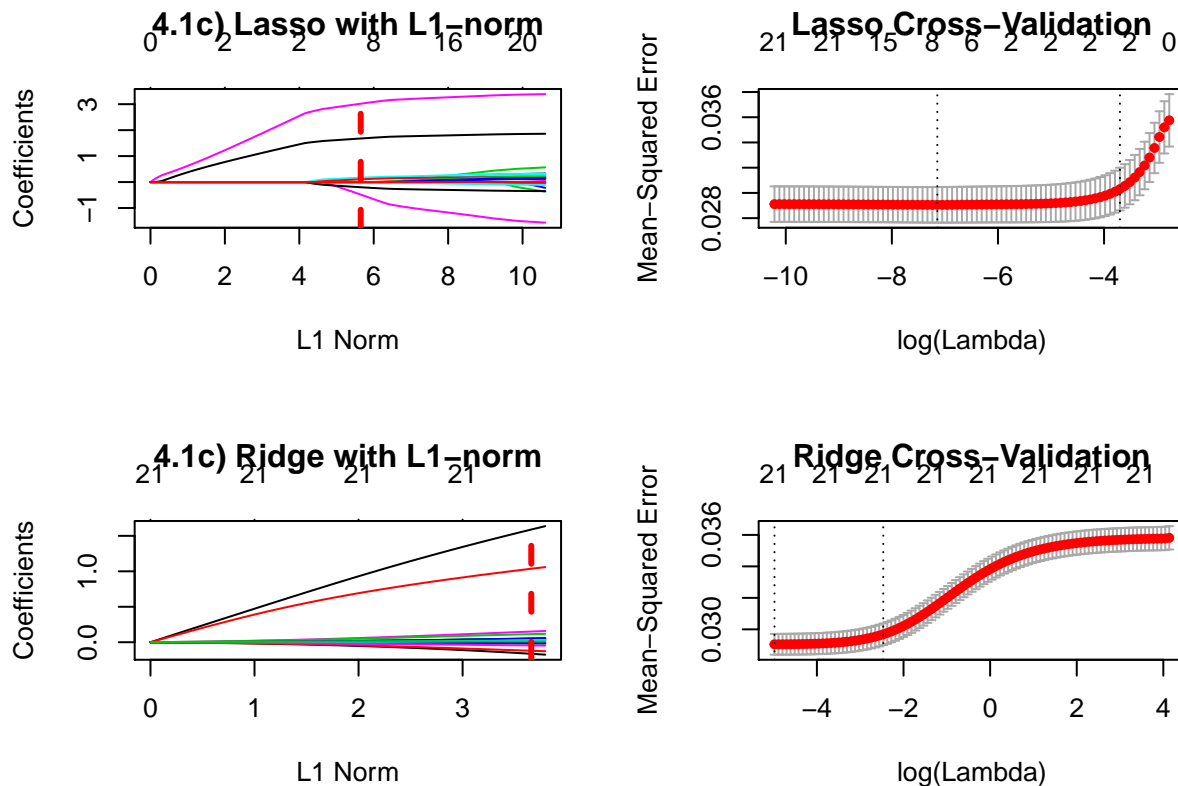 4.1c) Lasso with L1−norm
0 2 2 8 16 20
Coefficients
3
1
−1
0 2 4 6 8 10
L1 Norm
Lasso Cross−Validation
21 21 15 8 6 2 2 2 2 0
Mean−Squared Error
0.036
0.028
−10 −8 −6 −4
log(Lambda)
4.1c) Ridge with L1−norm
21 21 21 21
Coefficients
1.0
0.0
0 1 2 3
L1 Norm
Ridge Cross−Validation
21 21 21 21 21 21 21 21
Mean−Squared Error
0.036
0.030
−4 −2 0 2 4
log(Lambda)